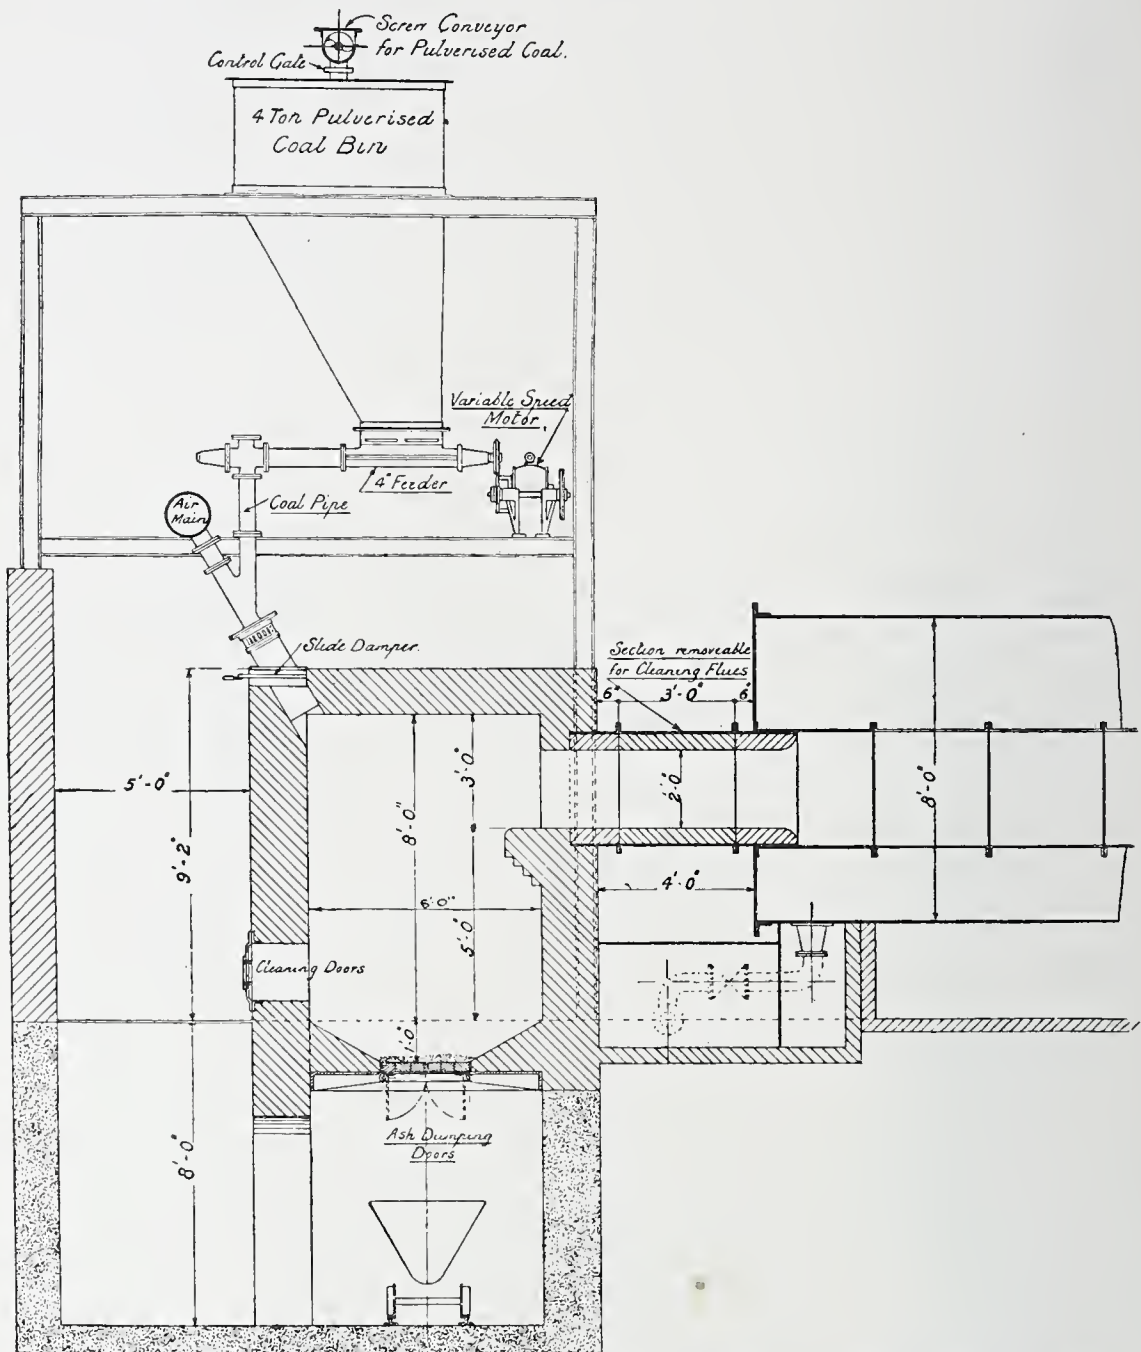 Screw Conveyor
for Pulverised Coal.
Control Gate
4 Ton Pulverised
Coal Bin
Variable Speed
Motor
4" Feeder
Air
Main
Coal Pipe
Slide Damper.
Section removeable
for Cleaning Flues
6" 3'-0" 6"
5'-0"
9'-2"
8'-0"
3'-0"
2'-0"
8'-0"
6'-0"
5'-0"
4'-0"
Cleaning Doors
1'-0"
8'-0"
Ash Dumping
Doors